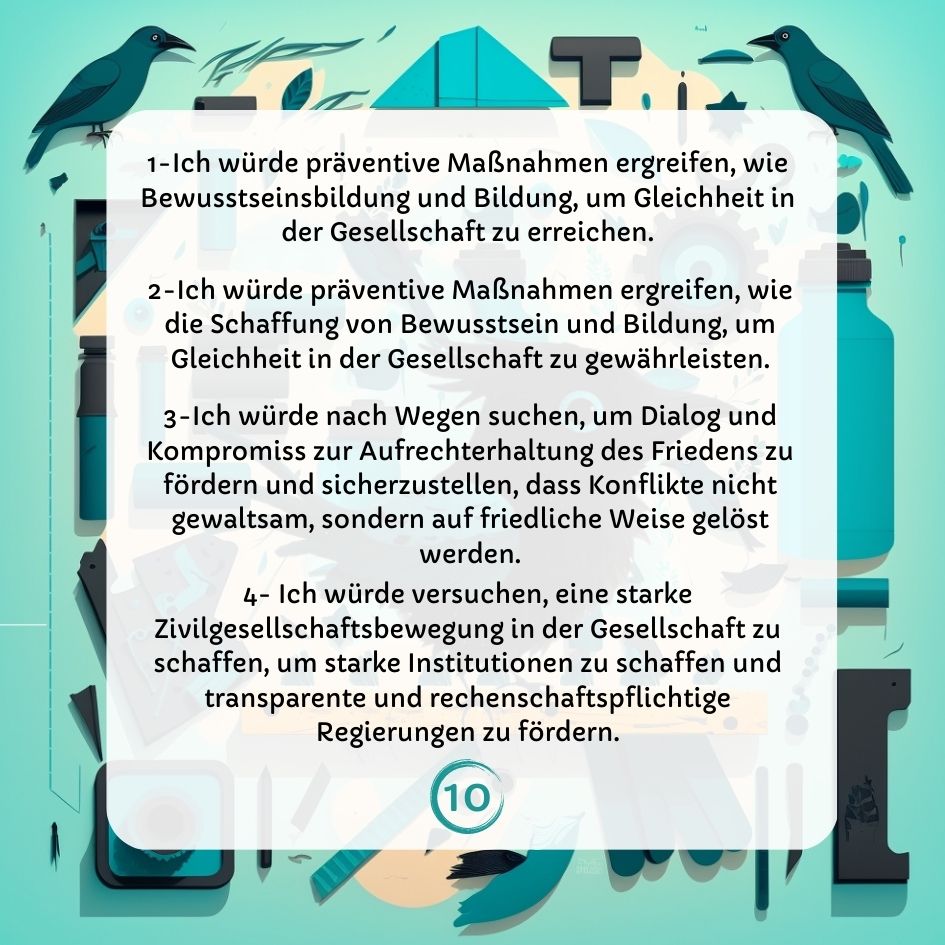 1-Ich würde präventive Maßnahmen ergreifen, wie
Bewusstseinsbildung und Bildung, um Gleichheit in
der Gesellschaft zu erreichen.
2-Ich würde präventive Maßnahmen ergreifen, wie
die Schaffung von Bewusstsein und Bildung, um
Gleichheit in der Gesellschaft zu gewährleisten.
3-Ich würde nach Wegen suchen, um Dialog und
Kompromiss zur Aufrechterhaltung des Friedens zu
fördern und sicherzustellen, dass Konflikte nicht
gewaltsam, sondern auf friedliche Weise gelöst
werden.
4- Ich würde versuchen, eine starke
Zivilgesellschaftsbewegung in der Gesellschaft zu
schaffen, um starke Institutionen zu schaffen und
transparente und rechenschaftspflichtige
Regierungen zu fördern.
10